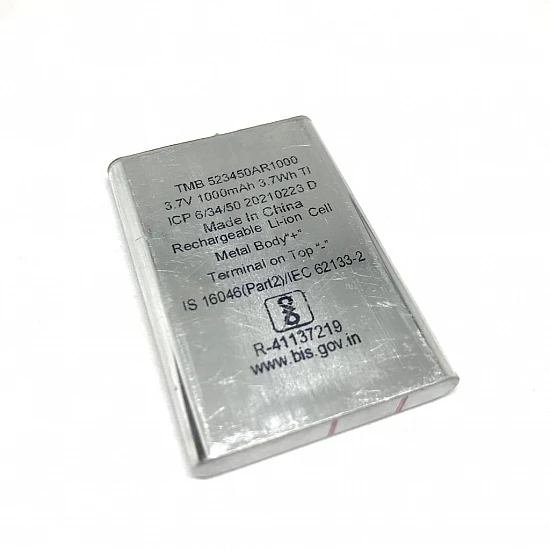 TMB 523450AR1000
3.7V 1000mAh 3.7Wh TJ
ICP 6/34/50 20210223 D
Made In China
Rechargeable Li-ion Cell
Metal Body"+"
Terminal on Top "-"
IS 16046(Part2)/IEC 62133-2
R-41137219
www.bis.gov.in